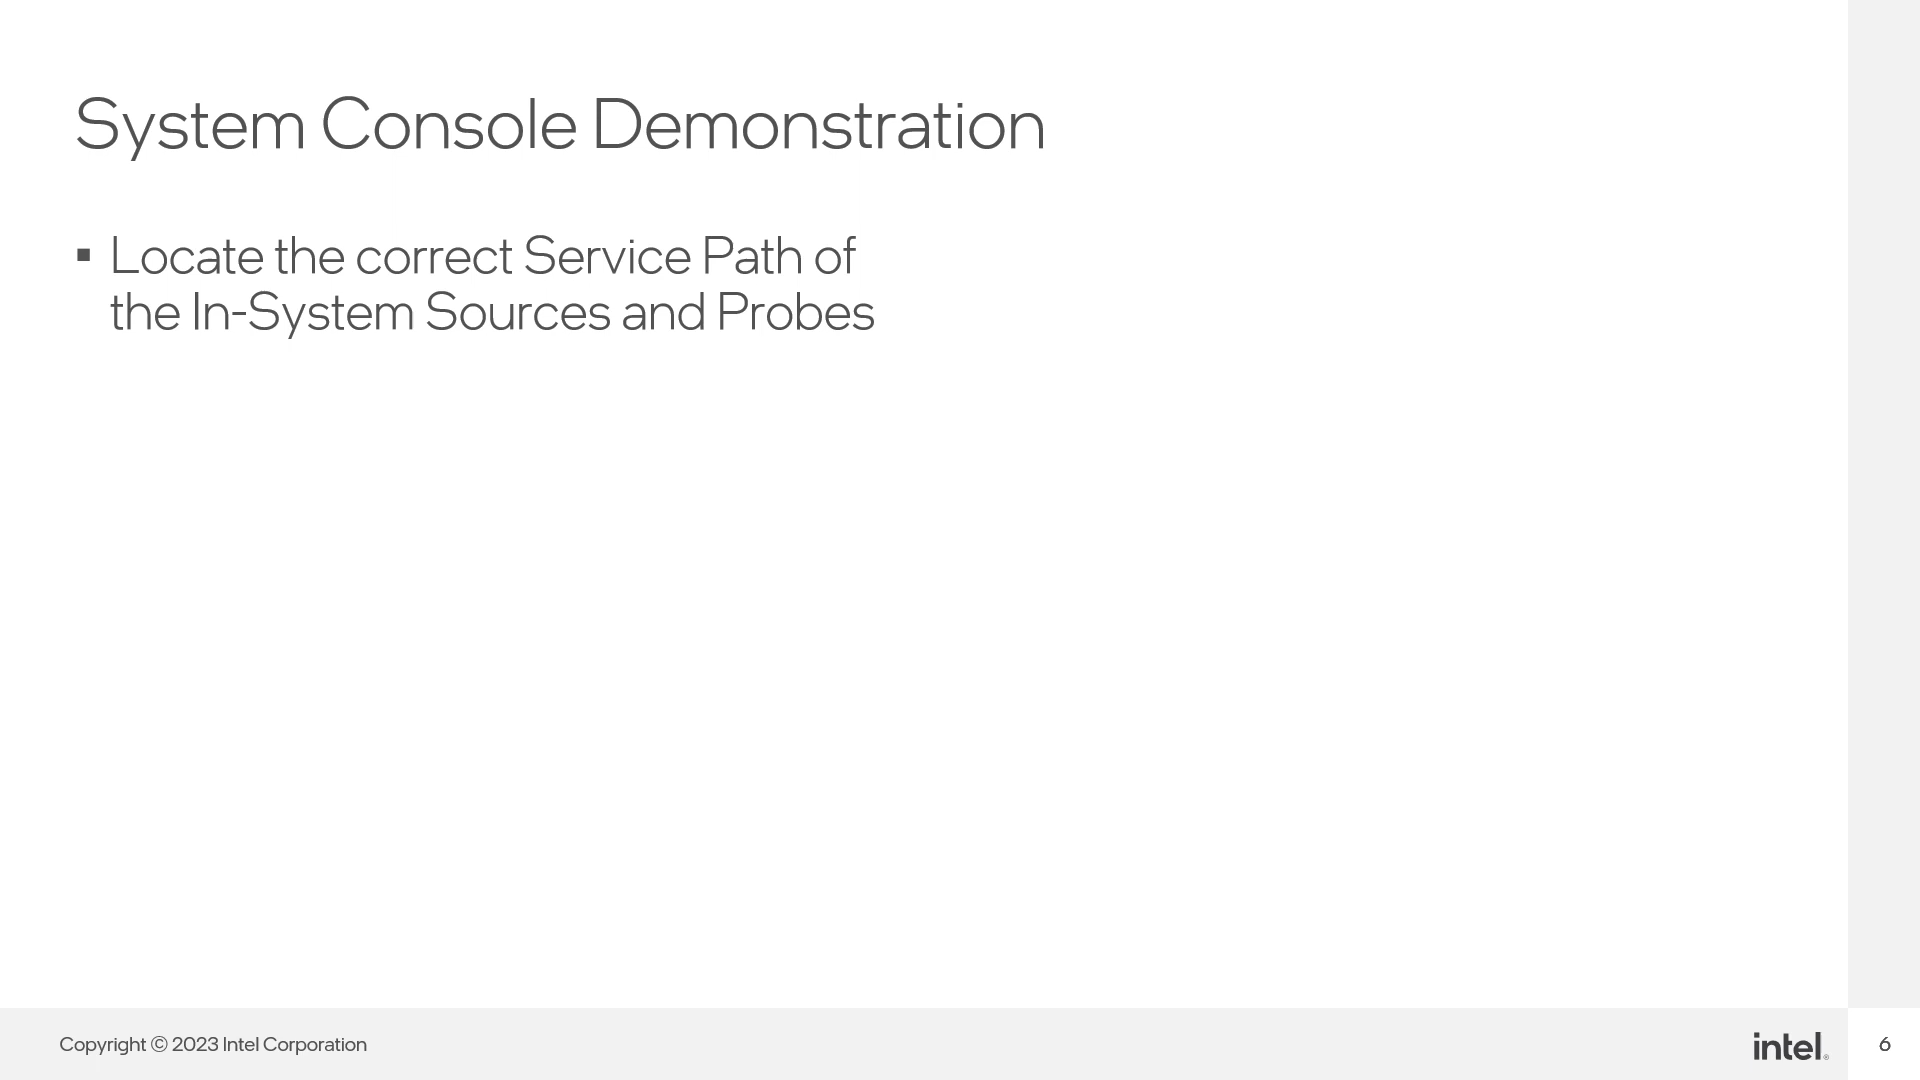 System Console Demonstration
▪ Locate the correct Service Path of
the In-System Sources and Probes
Copyright © 2023 Intel Corporation
intel®
6